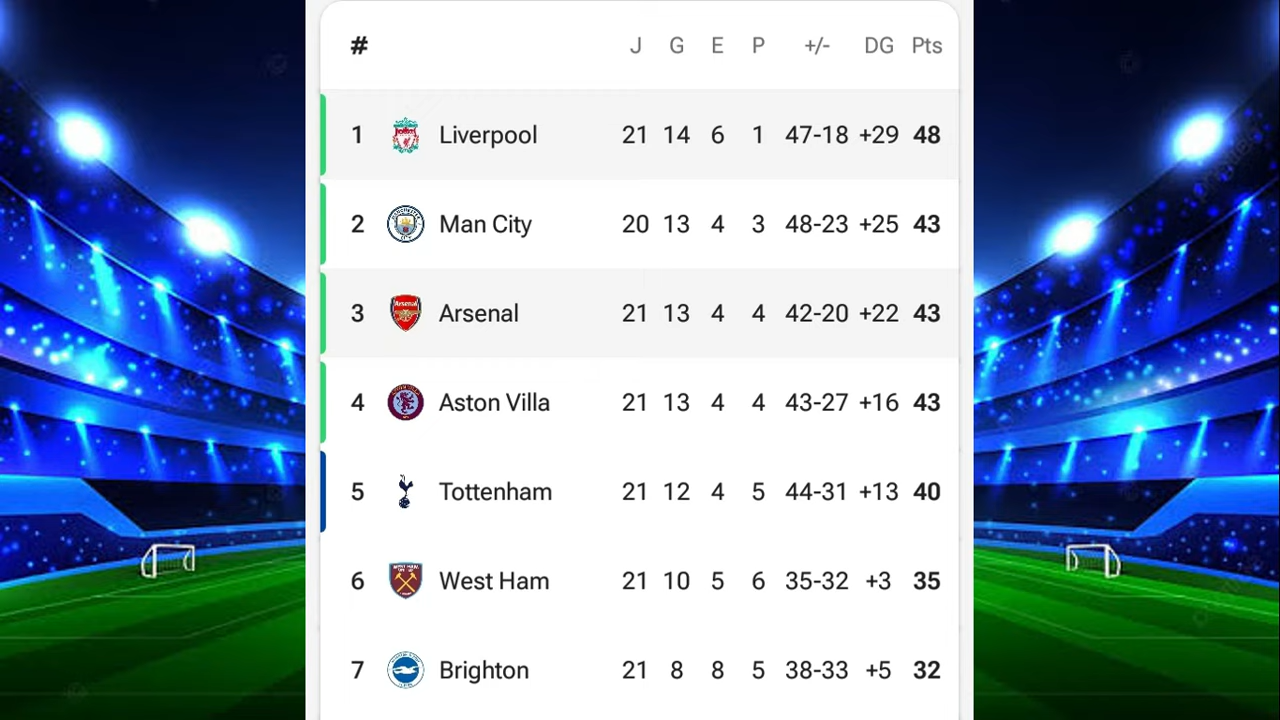 # J G E P +/- DG Pts
1 Liverpool 21 14 6 1 47-18 +29 48
2 Man City 20 13 4 3 48-23 +25 43
3 Arsenal 21 13 4 4 42-20 +22 43
4 Aston Villa 21 13 4 4 43-27 +16 43
5 Tottenham 21 12 4 5 44-31 +13 40
6 West Ham 21 10 5 6 35-32 +3 35
7 Brighton 21 8 8 5 38-33 +5 32